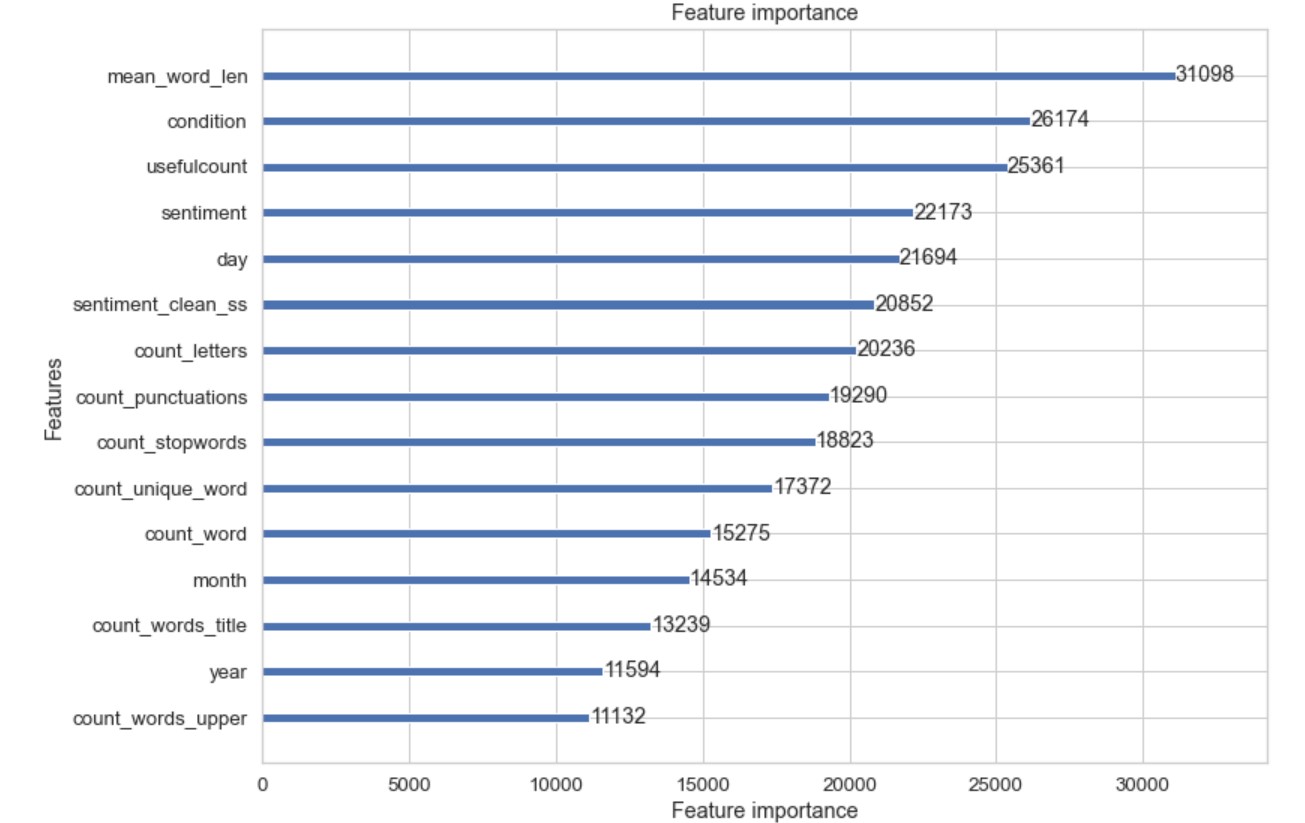 Feature importance
mean_word_len 31098
condition 26174
usefulcount 25361
sentiment 22173
day 21694
sentiment_clean_ss 20852
count_letters 20236
count_punctuations 19290
count_stopwords 18823
count_unique_word 17372
count_word 15275
month 14534
count_words_title 13239
year 11594
count_words_upper 11132
Features
0 5000 10000 15000 20000 25000 30000
Feature importance